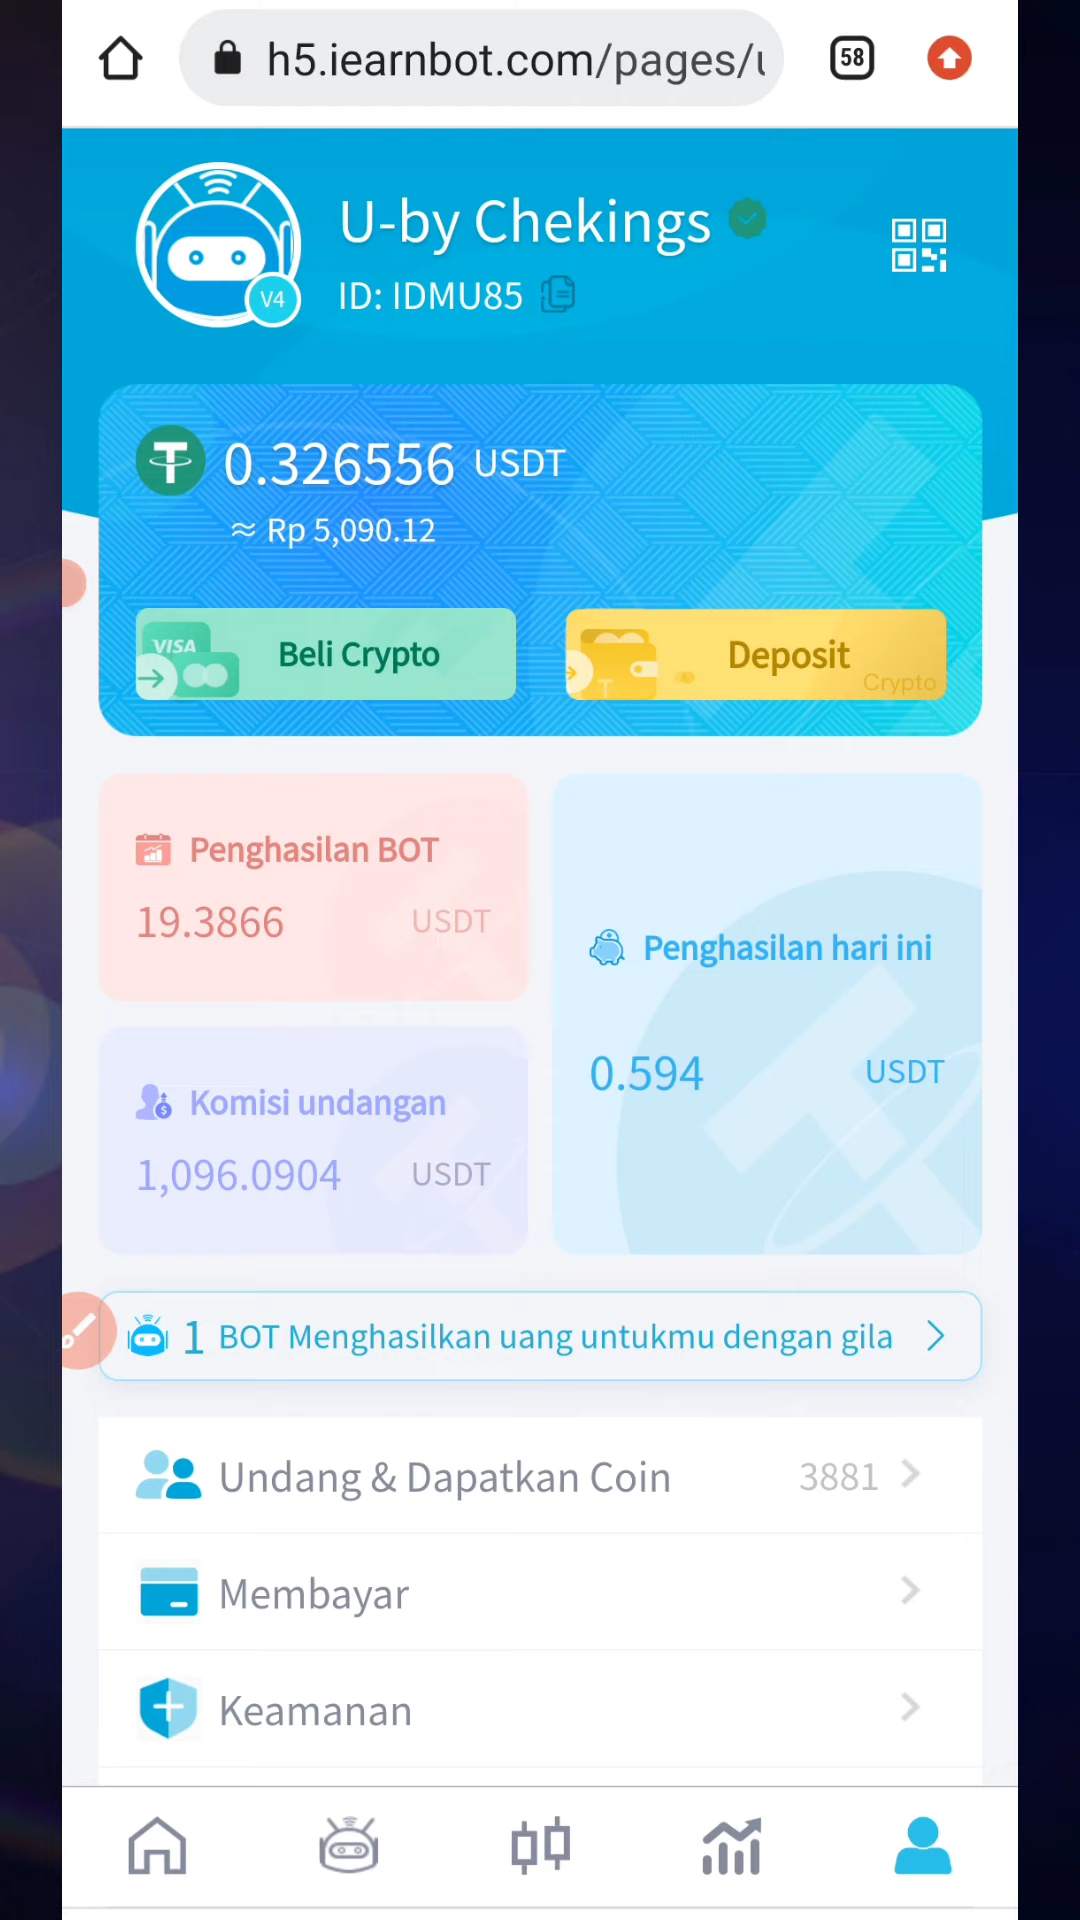 h5.iearnbot.com/pages/u
58
U-by Chekings
V4
ID: IDMU85
0.326556 USDT
≈ Rp 5,090.12
VISA
Beli Crypto
Deposit
Crypto
Penghasilan BOT
19.3866 USDT
Penghasilan hari ini
0.594 USDT
Komisi undangan
1,096.0904 USDT
1 BOT Menghasilkan uang untukmu dengan gila
Undang & Dapatkan Coin 3881
Membayar
Keamanan